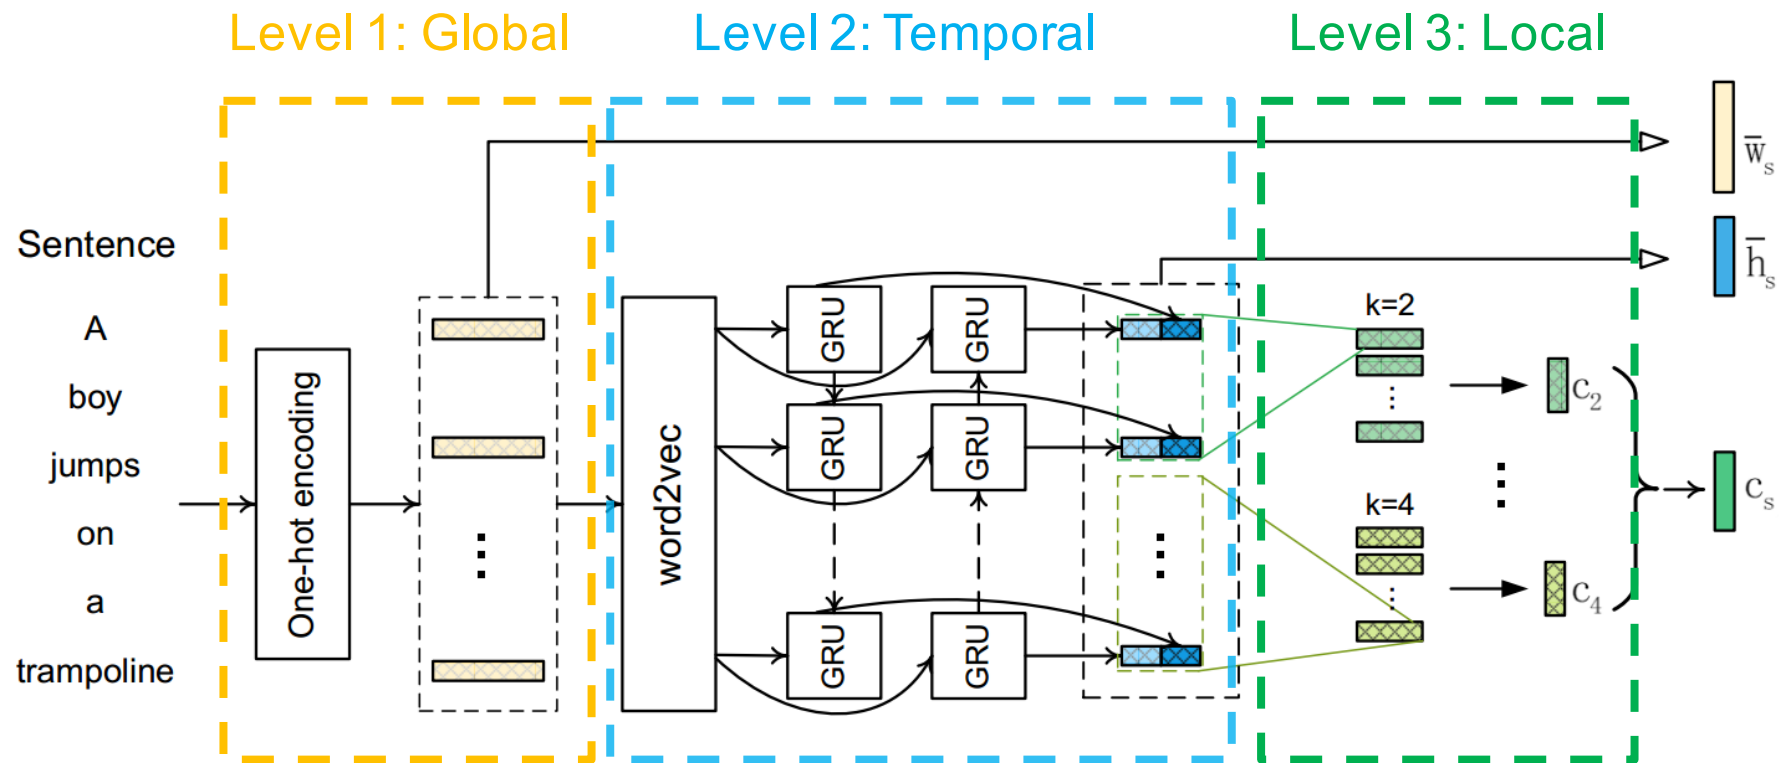 Level 1: Global
Level 2: Temporal
Level 3: Local
Sentence
A
boy
jumps
on
a
trampoline
One-hot encoding
word2vec
GRU
GRU
GRU
GRU
GRU
GRU
k=2
k=4
c₂
c₄
w̅ₛ
h̅ₛ
cₛ